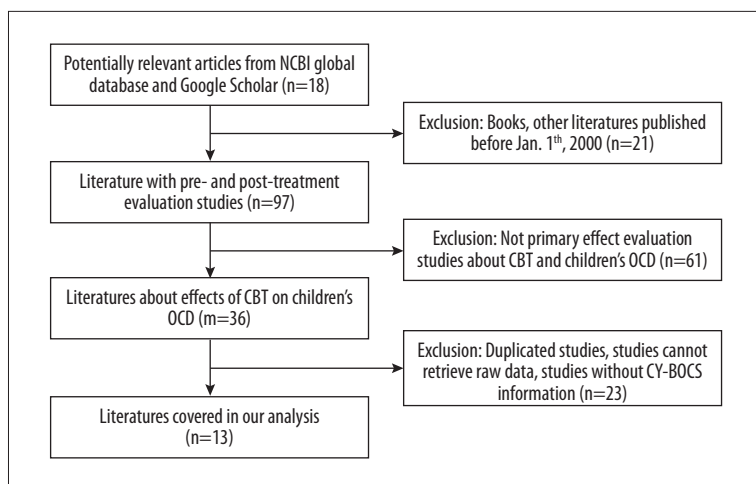 Potentially relevant articles from NCBI global
database and Google Scholar (n=18)
Exclusion: Books, other literatures published
before Jan. 1th, 2000 (n=21)
Literature with pre- and post-treatment
evaluation studies (n=97)
Exclusion: Not primary effect evaluation
studies about CBT and children's OCD (n=61)
Literatures about effects of CBT on children's
OCD (m=36)
Exclusion: Duplicated studies, studies cannot
retrieve raw data, studies without CY-BOCS
information (n=23)
Literatures covered in our analysis
(n=13)